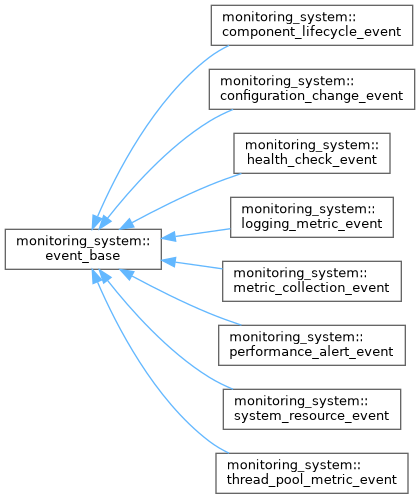 monitoring_system::
component_lifecycle_event
monitoring_system::
configuration_change_event
monitoring_system::
health_check_event
monitoring_system::
logging_metric_event
monitoring_system::
event_base
monitoring_system::
metric_collection_event
monitoring_system::
performance_alert_event
monitoring_system::
system_resource_event
monitoring_system::
thread_pool_metric_event